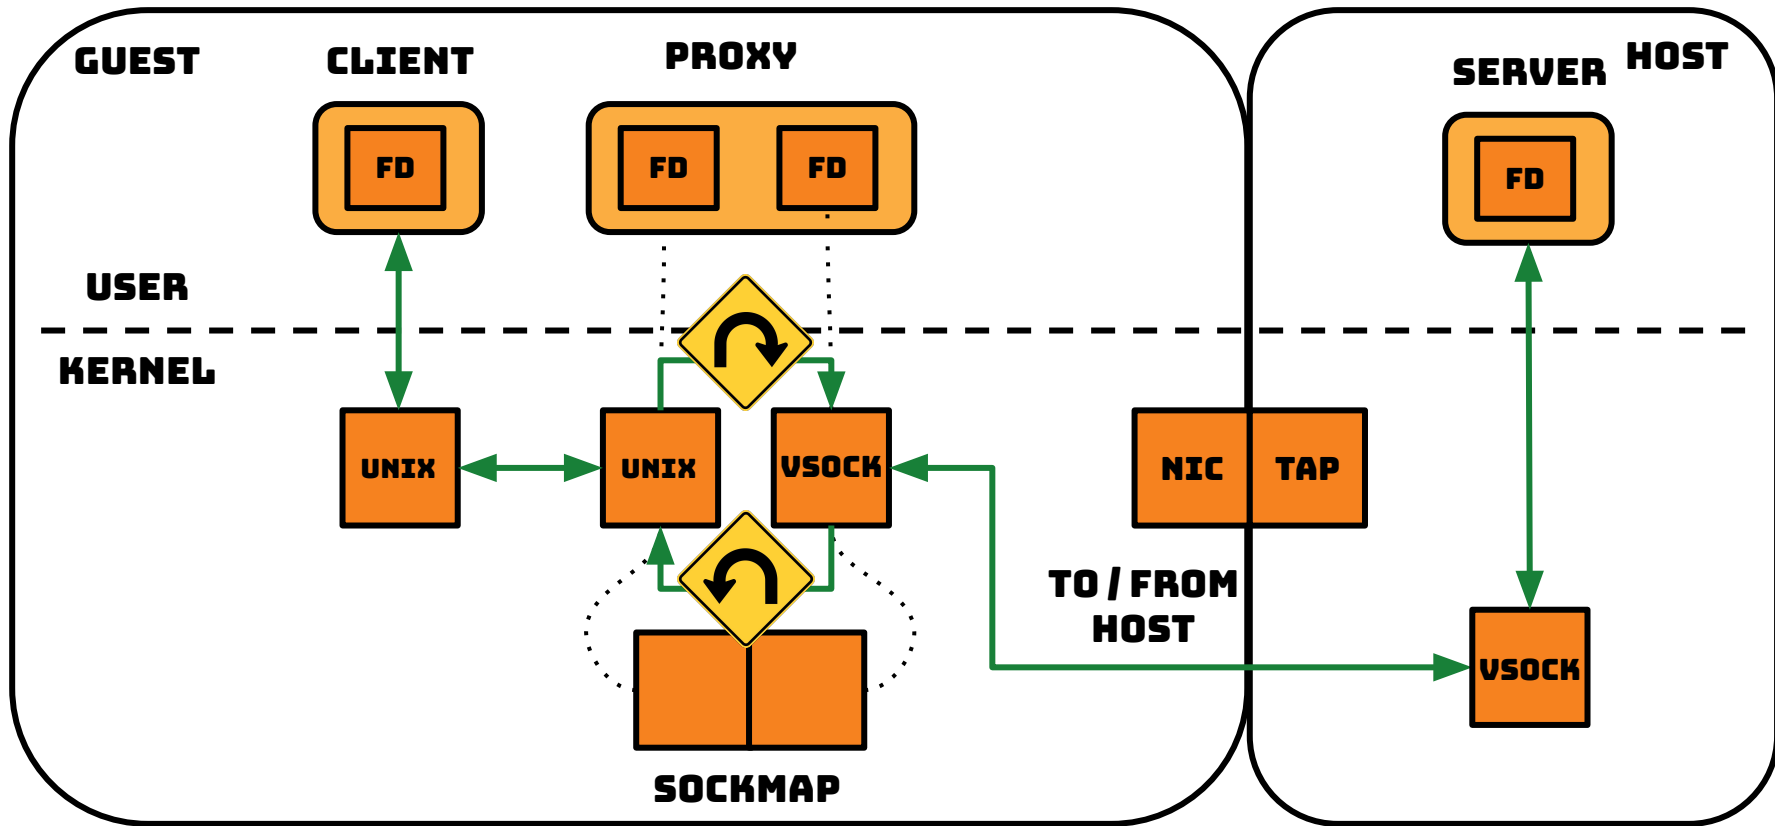 GUEST
CLIENT
PROXY
SERVER
HOST
FD
FD
FD
FD
USER
KERNEL
UNIX
UNIX
VSOCK
NIC
TAP
TO / FROM
HOST
VSOCK
SOCKMAP